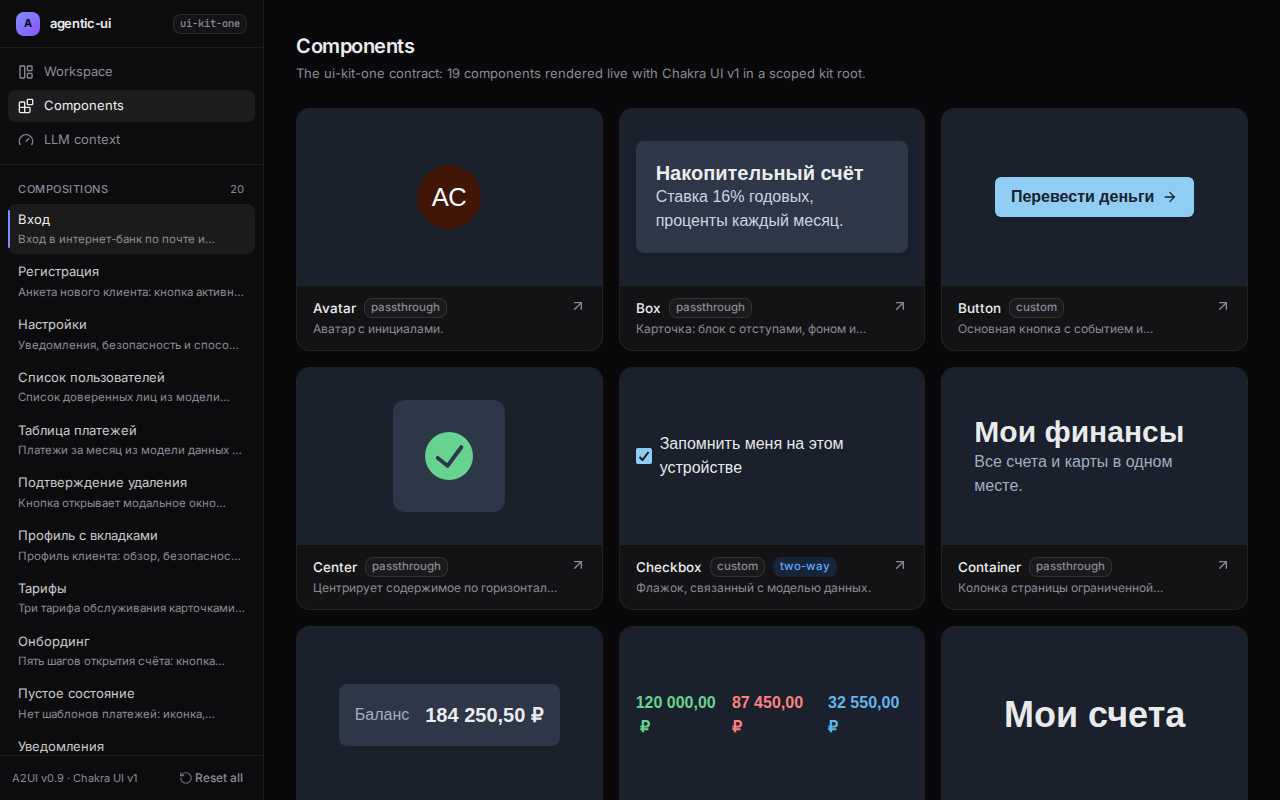 A agentic-ui ui-kit-one
Workspace
Components
LLM context
COMPOSITIONS 20
Вход
Вход в интернет-банк по почте и...
Регистрация
Анкета нового клиента: кнопка активн...
Настройки
Уведомления, безопасность и спосо...
Список пользователей
Список доверенных лиц из модели...
Таблица платежей
Платежи за месяц из модели данных ...
Подтверждение удаления
Кнопка открывает модальное окно...
Профиль с вкладками
Профиль клиента: обзор, безопаснос...
Тарифы
Три тарифа обслуживания карточками...
Онбординг
Пять шагов открытия счёта: кнопка...
Пустое состояние
Нет шаблонов платежей: иконка,...
Уведомления
A2UI v0.9 · Chakra UI v1 Reset all
Components
The ui-kit-one contract: 19 components rendered live with Chakra UI v1 in a scoped kit root.
АС
Avatar passthrough
Аватар с инициалами.
Накопительный счёт
Ставка 16% годовых,
проценты каждый месяц.
Box passthrough
Карточка: блок с отступами, фоном и...
Перевести деньги
Button custom
Основная кнопка с событием и...
Center passthrough
Центрирует содержимое по горизонтал...
Запомнить меня на этом
устройстве
Checkbox custom two-way
Флажок, связанный с моделью данных.
Мои финансы
Все счета и карты в одном
месте.
Container passthrough
Колонка страницы ограниченной...
Баланс 184 250,50 ₽
120 000,00 87 450,00 32 550,00
₽ ₽ ₽
Мои счета